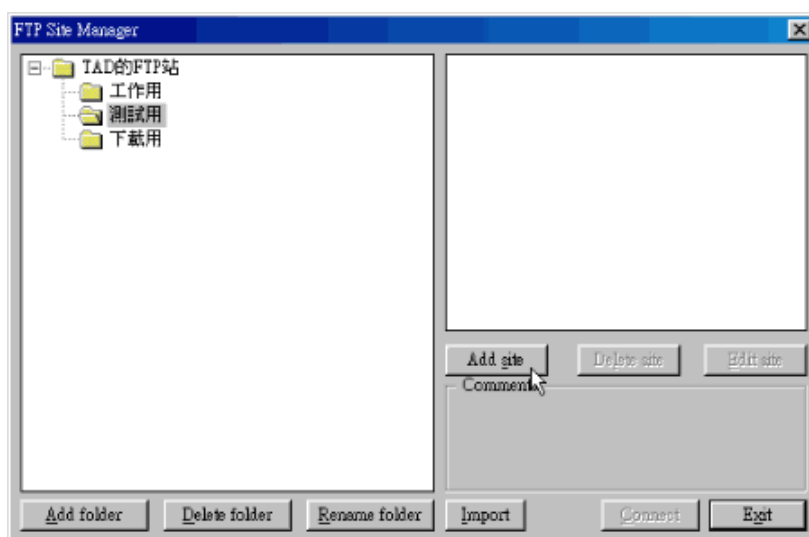 FTP Site Manager
TAD的FTP站
工作用
測試用
下載用
Add site
Delete site
Edit site
Comments
Add folder
Delete folder
Rename folder
Import
Connect
Exit